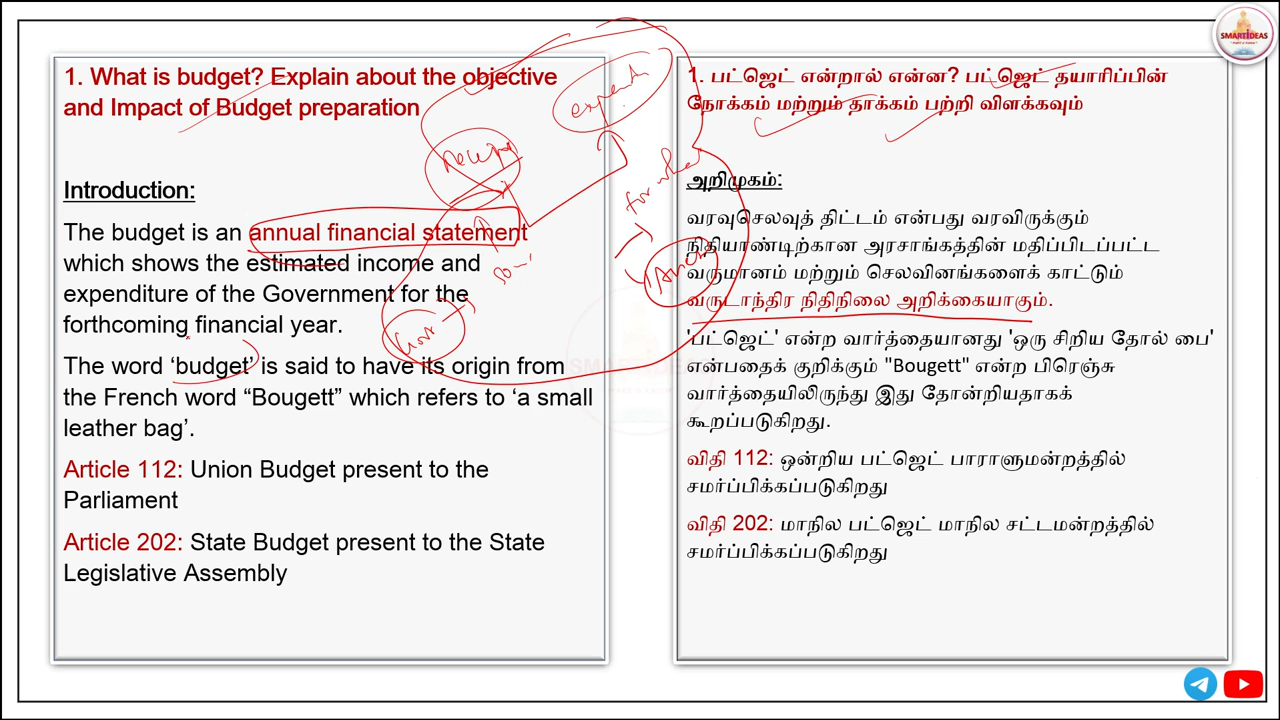 SMARTIDEAS
1. What is budget? Explain about the objective
and Impact of Budget preparation
Introduction:
The budget is an annual financial statement
which shows the estimated income and
expenditure of the Government for the
forthcoming financial year.
The word ‘budget’ is said to have its origin from
the French word “Bougett” which refers to ‘a small
leather bag’.
Article 112: Union Budget present to the
Parliament
Article 202: State Budget present to the State
Legislative Assembly
1. பட்ஜெட் என்றால் என்ன? பட்ஜெட் தயாரிப்பின்
நோக்கம் மற்றும் தாக்கம் பற்றி விளக்கவும்
அறிமுகம்:
வரவுசெலவுத் திட்டம் என்பது வரவிருக்கும்
நிதியாண்டிற்கான அரசாங்கத்தின் மதிப்பிடப்பட்ட
வருமானம் மற்றும் செலவினங்களைக் காட்டும்
வருடாந்திர நிதிநிலை அறிக்கையாகும்.
'பட்ஜெட்' என்ற வார்த்தையானது 'ஒரு சிறிய தோல் பை'
என்பதைக் குறிக்கும் "Bougett" என்ற பிரெஞ்சு
வார்த்தையிலிருந்து இது தோன்றியதாகக்
கூறப்படுகிறது.
விதி 112: ஒன்றிய பட்ஜெட் பாராளுமன்றத்தில்
சமர்ப்பிக்கப்படுகிறது
விதி 202: மாநில பட்ஜெட் மாநில சட்டமன்றத்தில்
சமர்ப்பிக்கப்படுகிறது